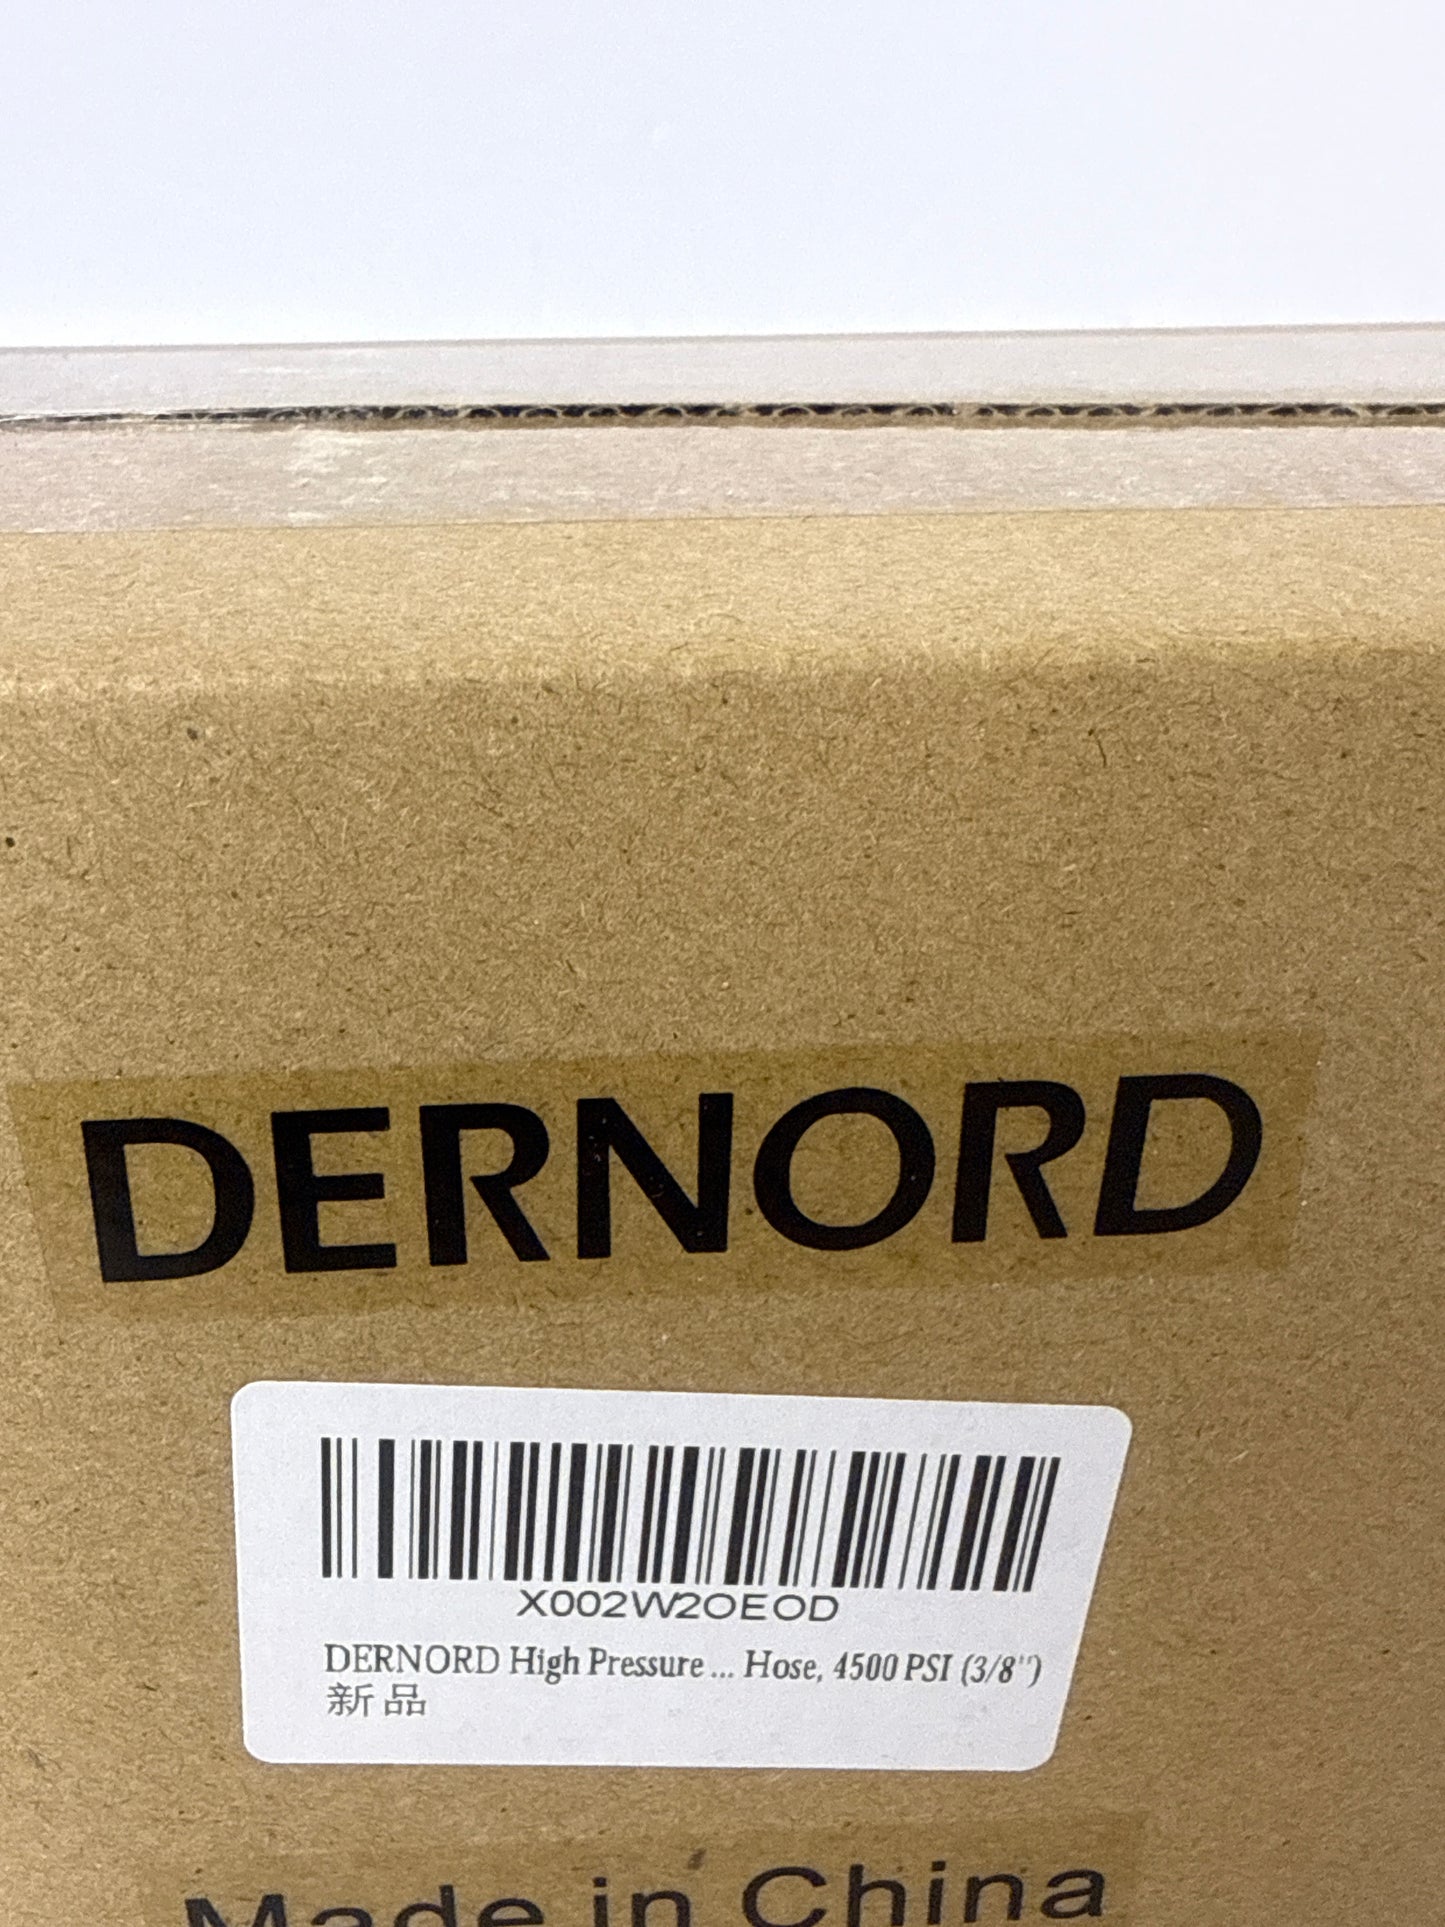 DERNORD
X002W2OEOD
DERNORD High Pressure ... Hose, 4500 PSI (3/8")
新品
Made in China